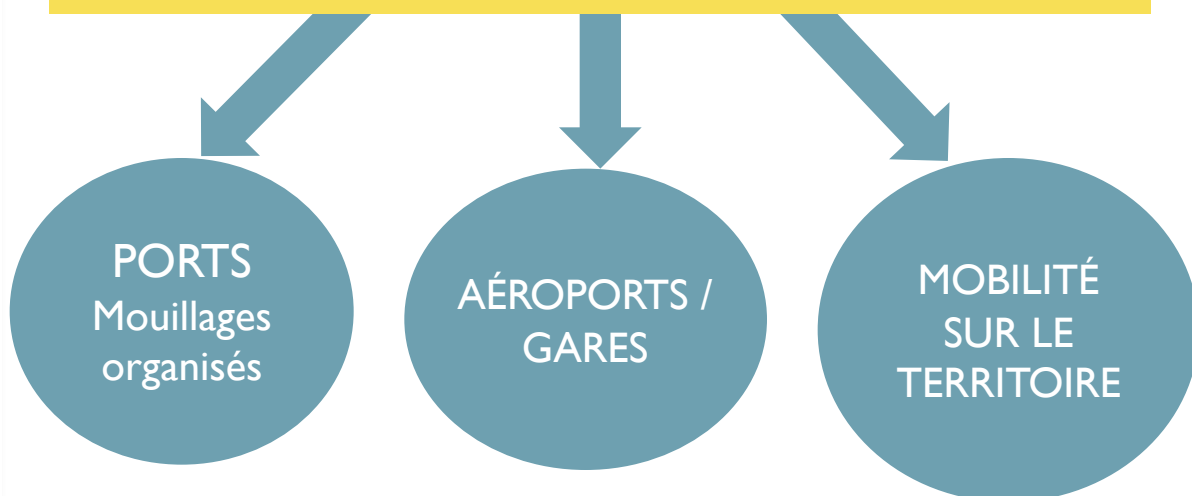 PORTS
Mouillages
organisés
AÉROPORTS /
GARES
MOBILITÉ
SUR LE
TERRITOIRE